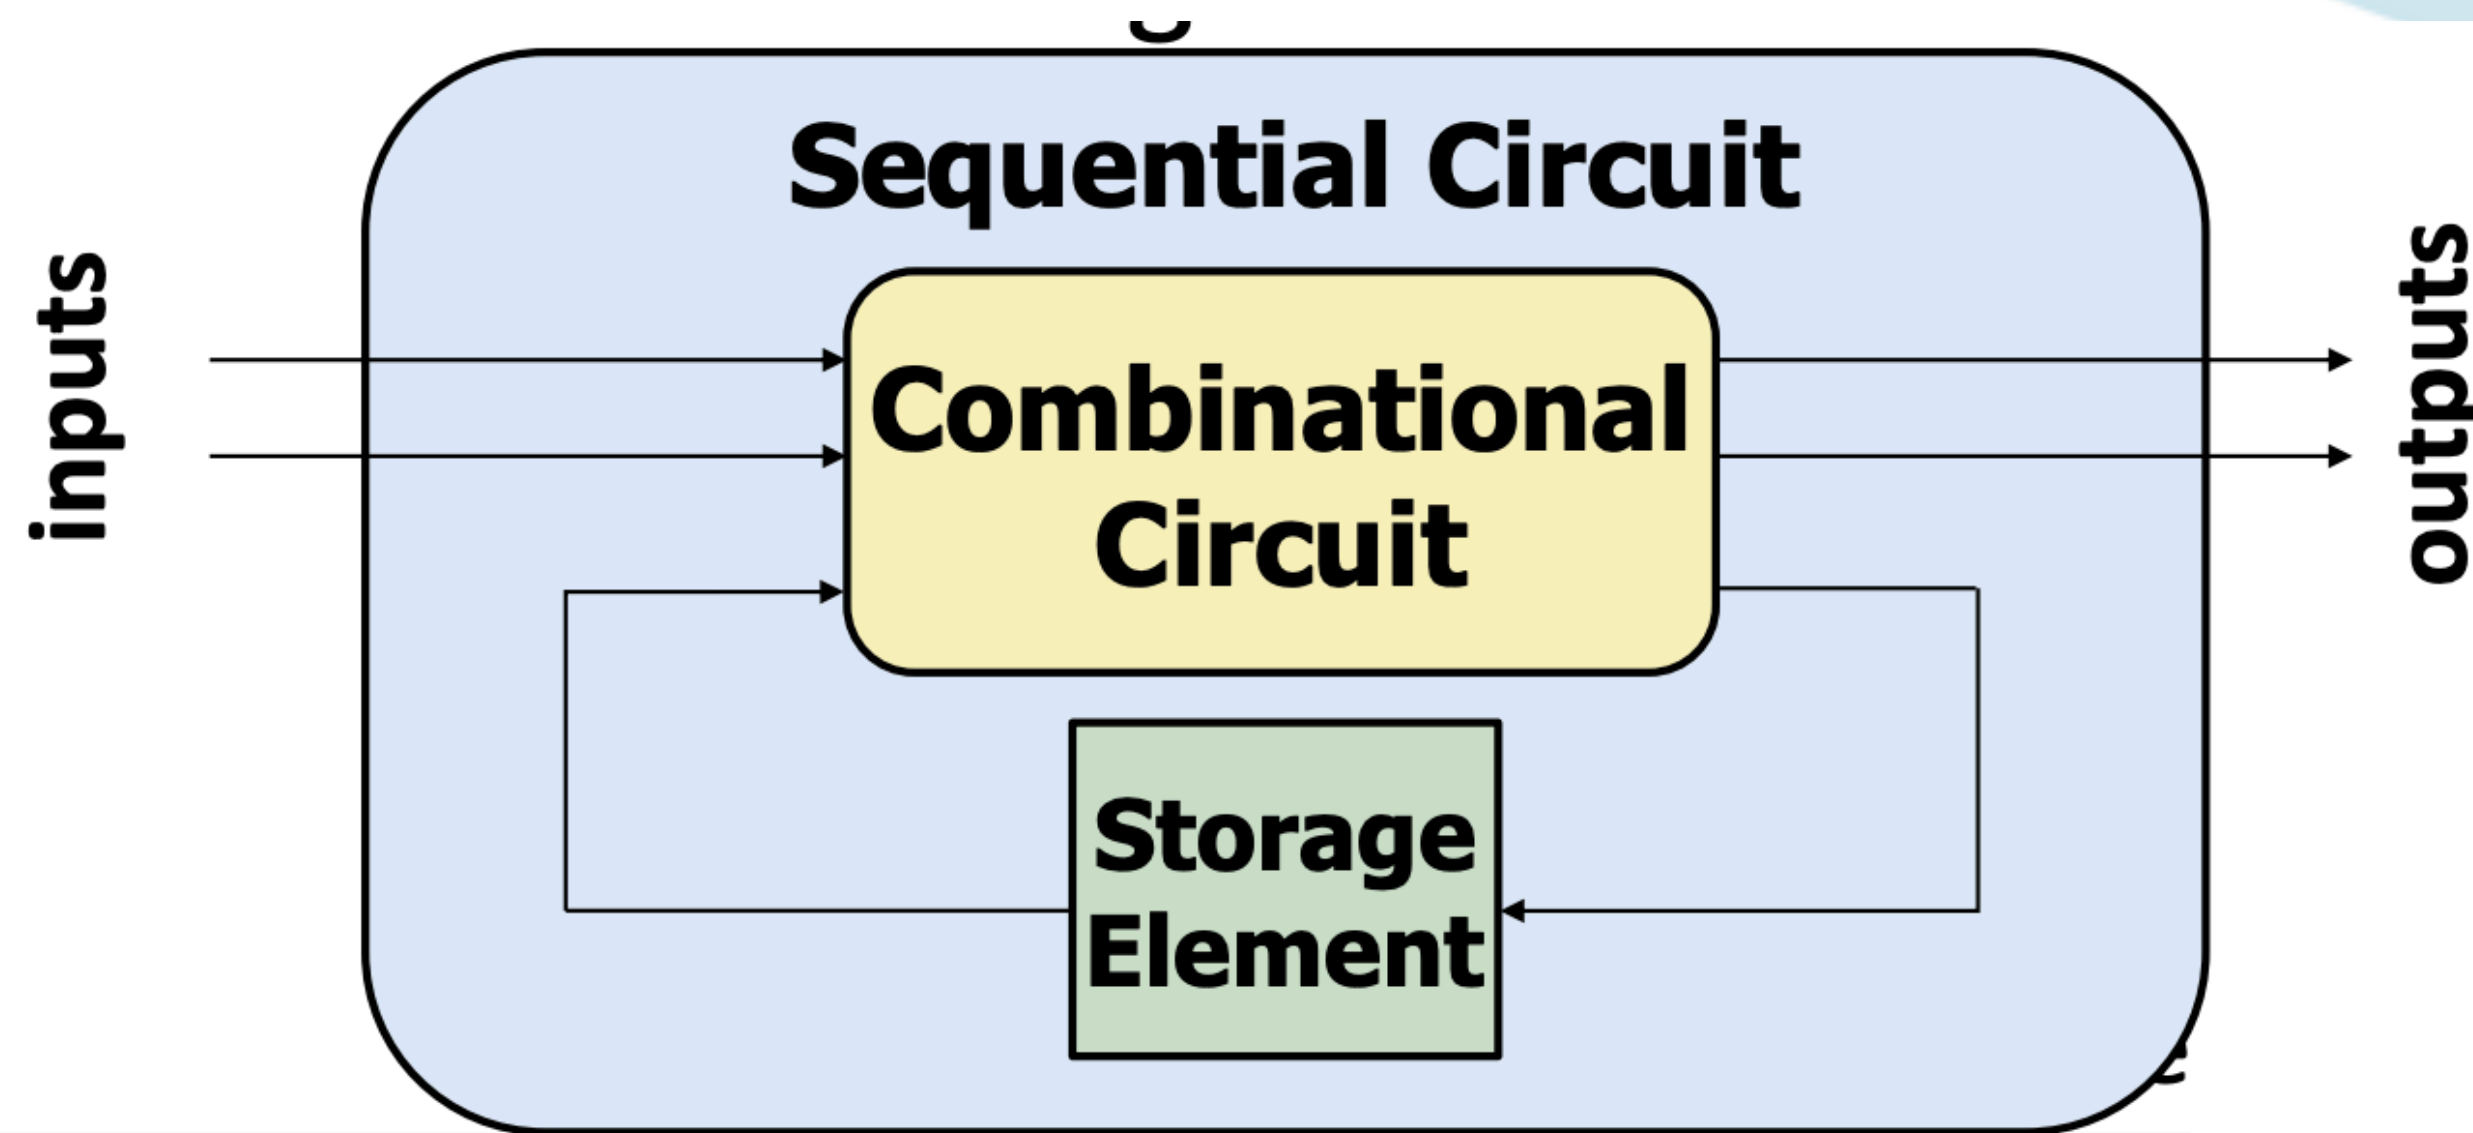 Sequential Circuit
inputs
Combinational
Circuit
outputs
Storage
Element